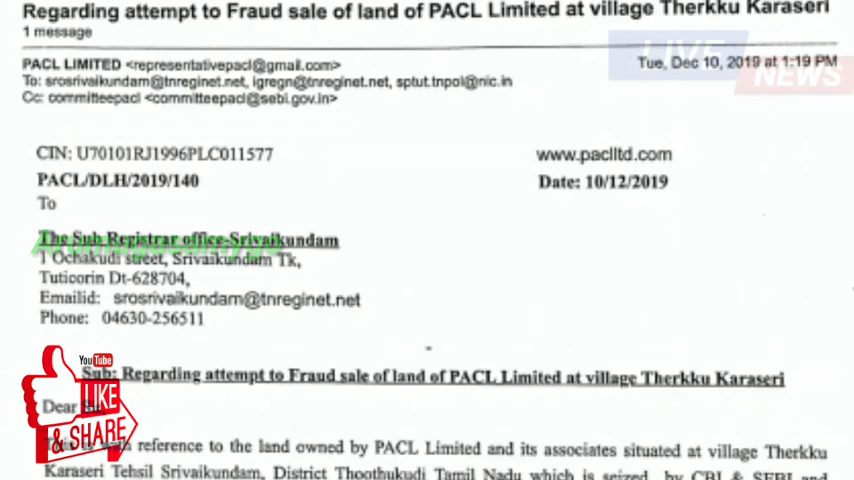 Regarding attempt to Fraud sale of land of PACL Limited at village Therkku Karaseri
1 message
LIVE NEWS
PACL LIMITED <representativepacl@gmail.com>
Tue, Dec 10, 2019 at 1:19 PM
To: srosrivaikundam@tnreginet.net, igregn@tnreginet.net, sptut.tnpol@nic.in
Cc: committeepacl <committeepacl@sebi.gov.in>
CIN: U70101RJ1996PLC011577
www.paclltd.com
PACL/DLH/2019/140
Date: 10/12/2019
To
The Sub Registrar office-Srivaikundam
1 Ochakudi street, Srivaikundam Tk,
Tuticorin Dt-628704,
Emailid: srosrivaikundam@tnreginet.net
Phone: 04630-256511
Sub: Regarding attempt to Fraud sale of land of PACL Limited at village Therkku Karaseri
Dear
You Tube
LIKE
& SHARE
with reference to the land owned by PACL Limited and its associates situated at village Therkku
Karaseri Tehsil Srivaikundam, District Thoothukudi Tamil Nadu which is seized by CBI & SEBI and